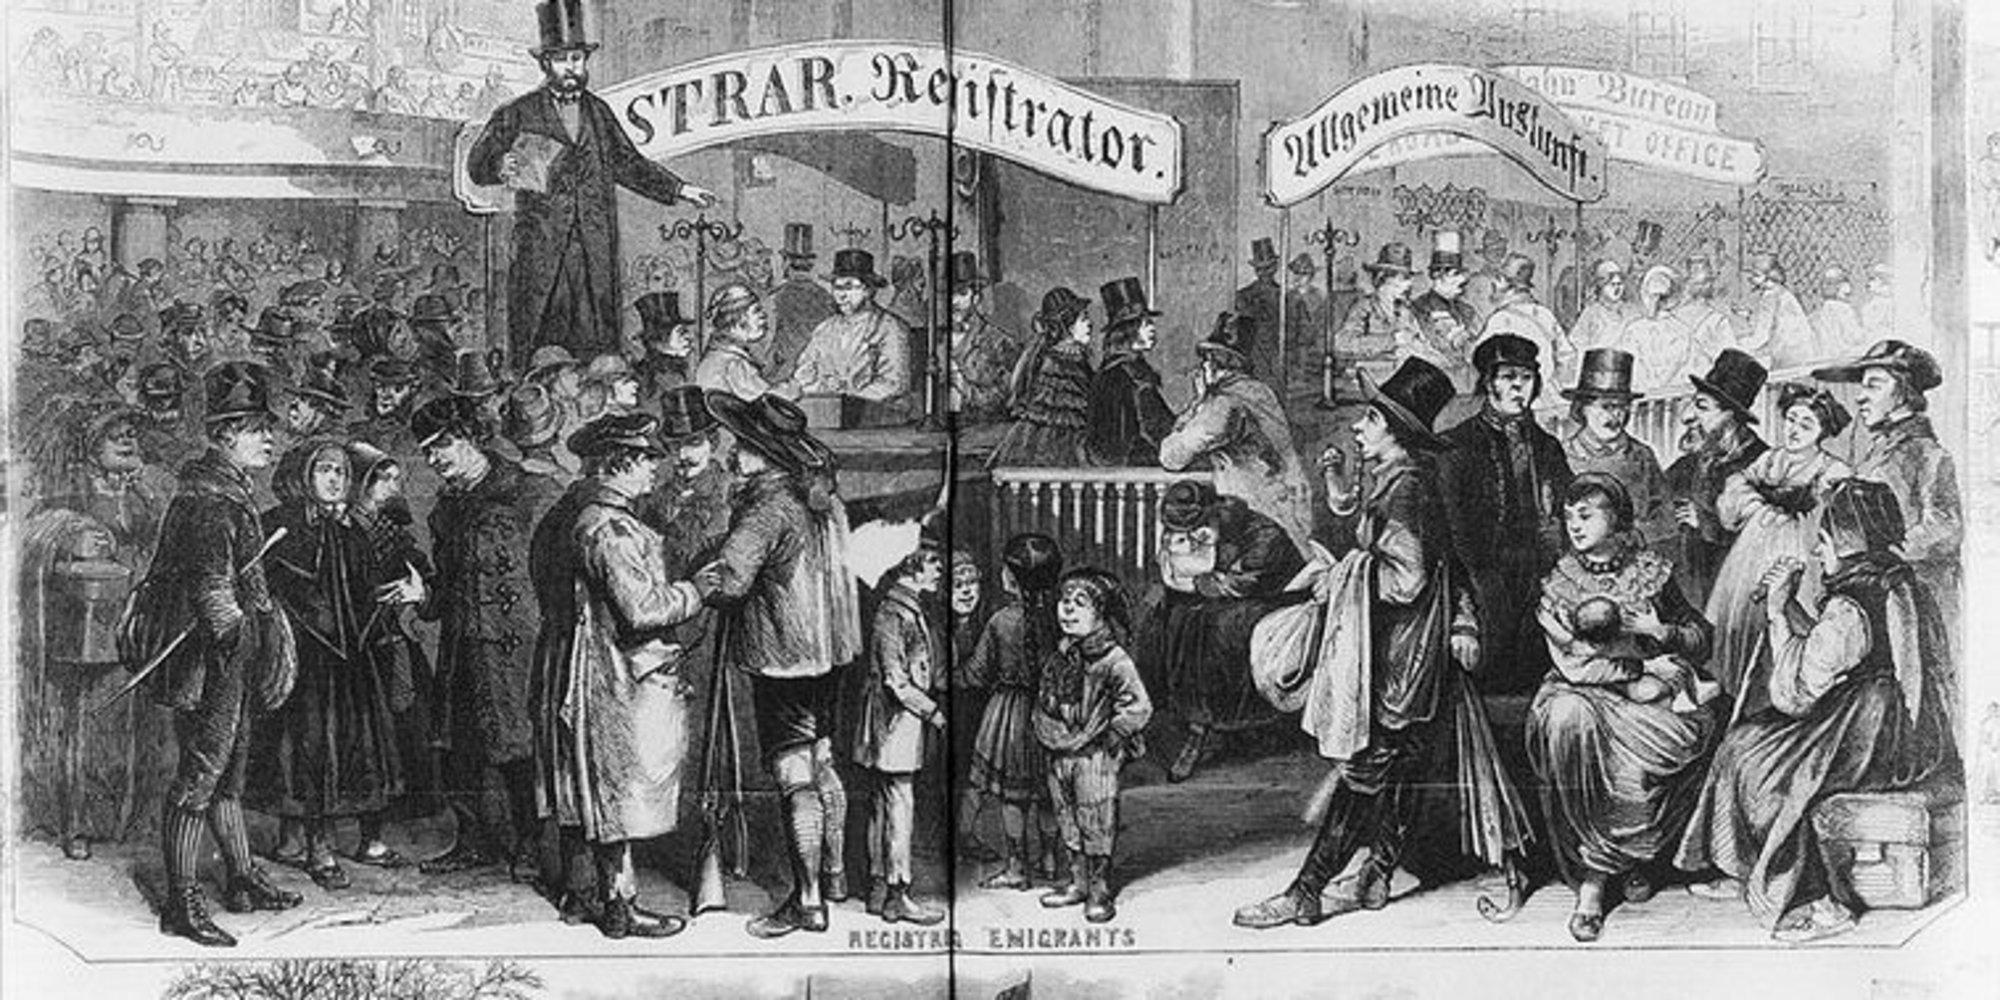 STRAR. Registrator.
Allgemeine Auskunft.
Bureau
OFFICE
EMIGRANTS